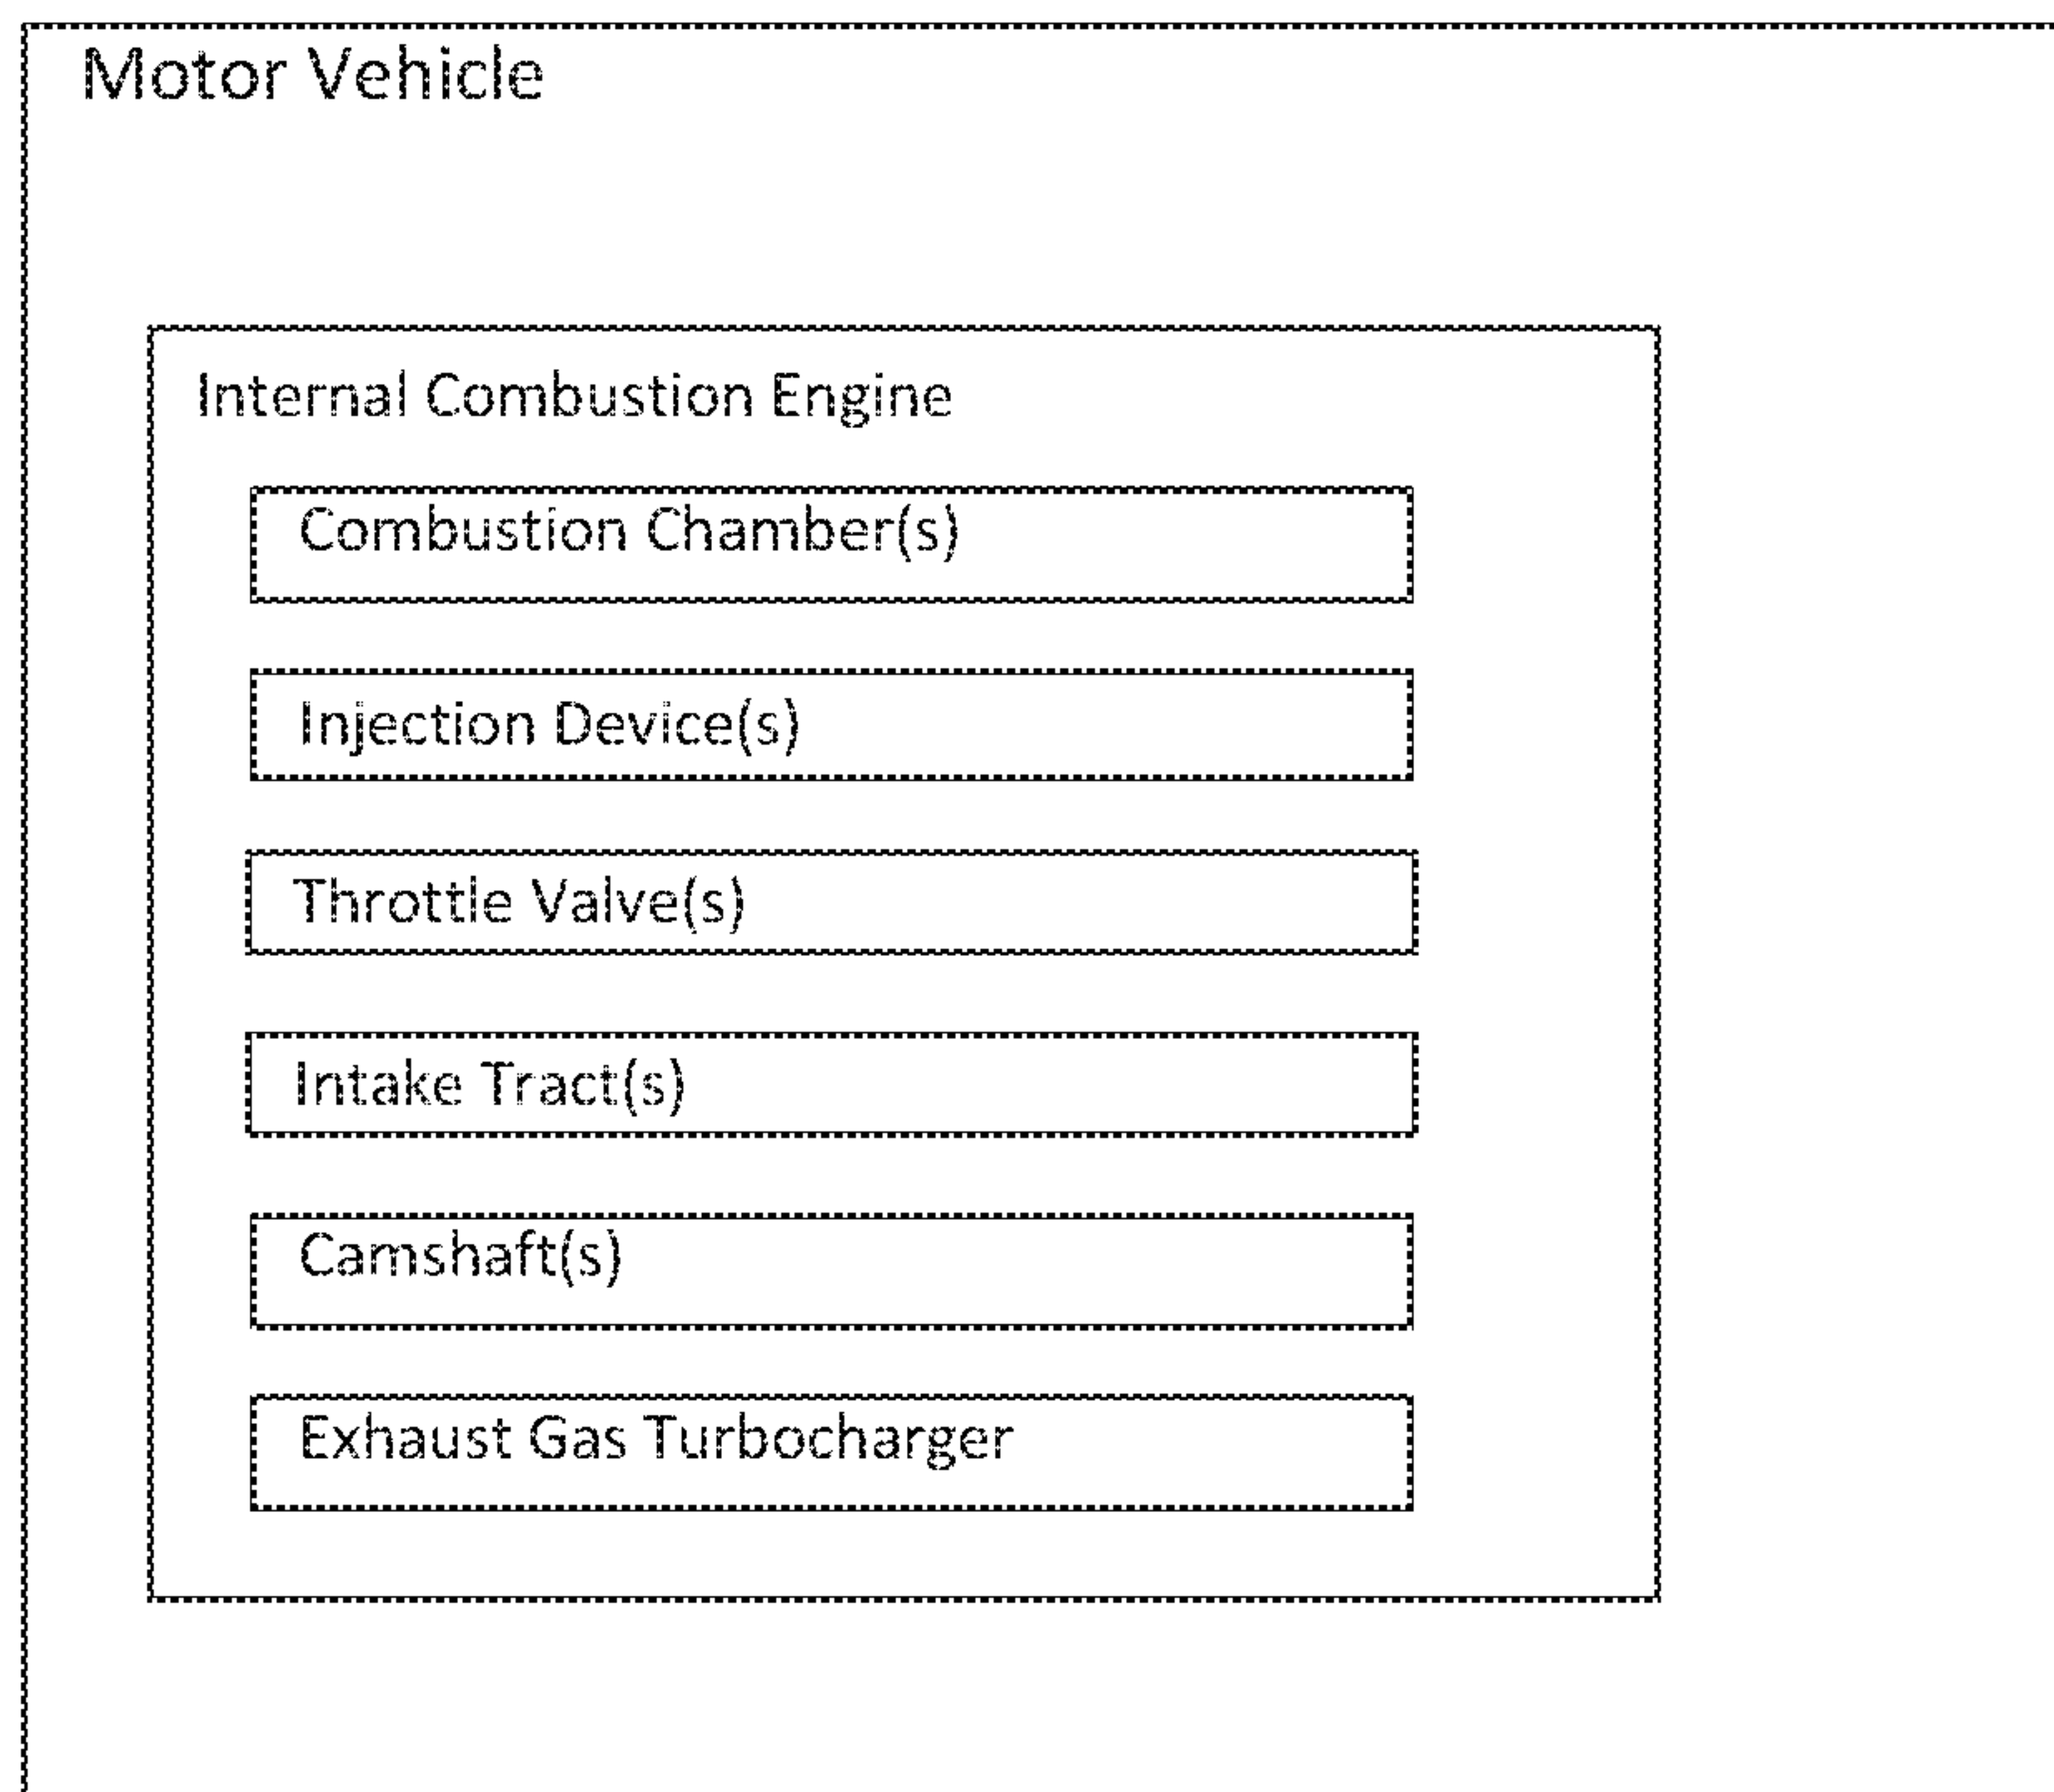 Motor Vehicle
Internal Combustion Engine
Combustion Chamber(s)
Injection Device(s)
Throttle Valve(s)
Intake Tract(s)
Camshaft(s)
Exhaust Gas Turbocharger